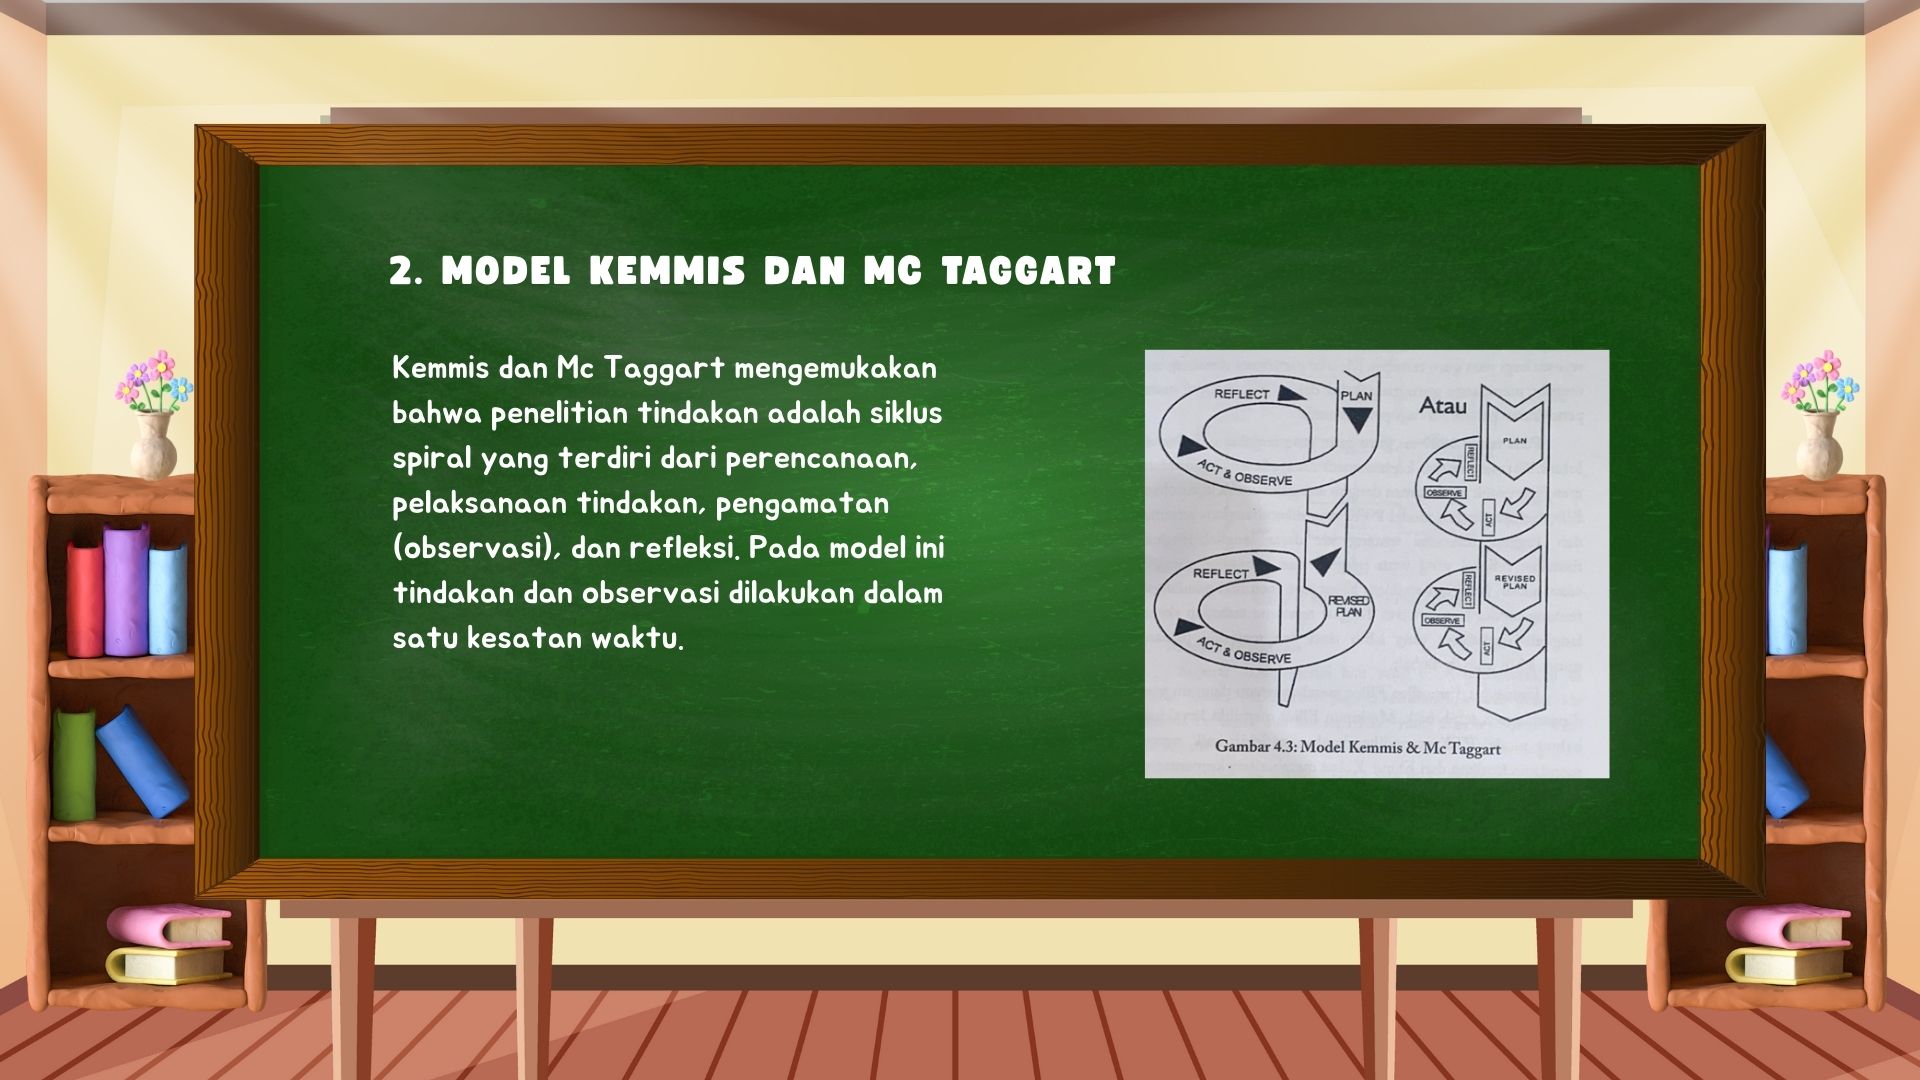 2. MODEL KEMMIS DAN MC TAGGART
Kemmis dan Mc Taggart mengemukakan
bahwa penelitian tindakan adalah siklus
spiral yang terdiri dari perencanaan,
pelaksanaan tindakan, pengamatan
(observasi), dan refleksi. Pada model ini
tindakan dan observasi dilakukan dalam
satu kesatan waktu.
REFLECT
PLAN
ACT & OBSERVE
REFLECT
REVISED
PLAN
ACT & OBSERVE
Atau
PLAN
REFLECT
OBSERVE
ACT
REVISED
PLAN
REFLECT
OBSERVE
ACT
Gambar 4.3: Model Kemmis & Mc Taggart